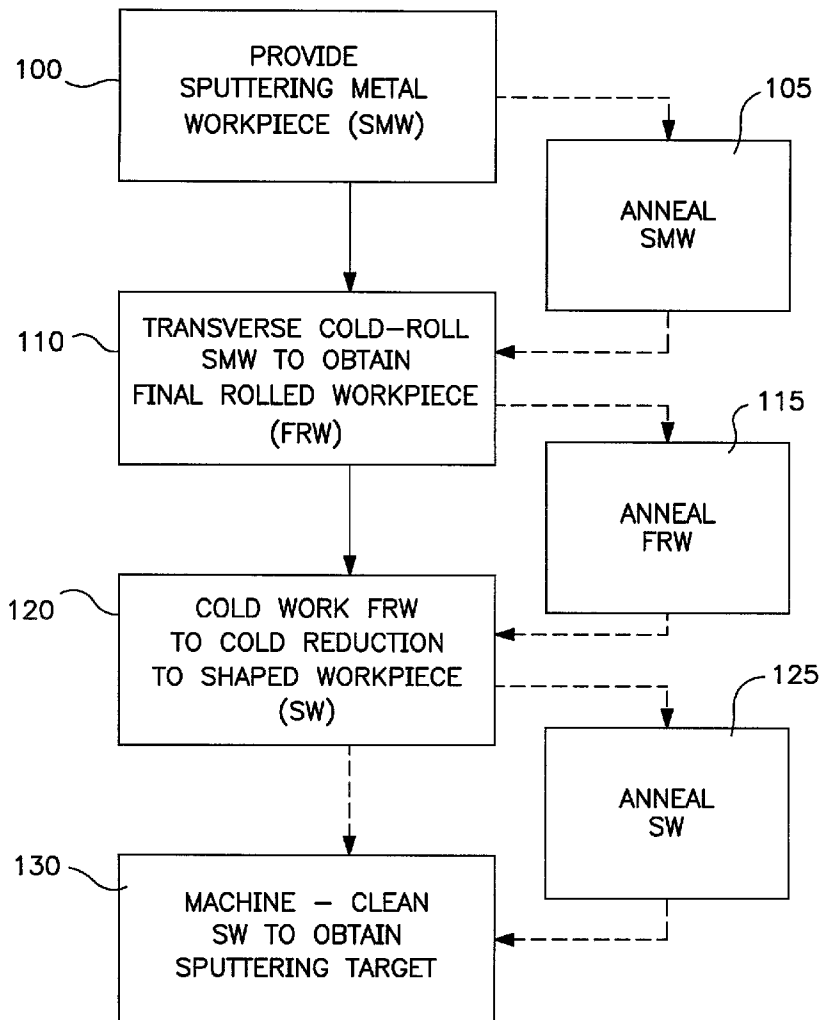 100
PROVIDE
SPUTTERING METAL
WORKPIECE (SMW)
105
ANNEAL
SMW
110
TRANSVERSE COLD-ROLL
SMW TO OBTAIN
FINAL ROLLED WORKPIECE
(FRW)
115
ANNEAL
FRW
120
COLD WORK FRW
TO COLD REDUCTION
TO SHAPED WORKPIECE
(SW)
125
ANNEAL
SW
130
MACHINE - CLEAN
SW TO OBTAIN
SPUTTERING TARGET